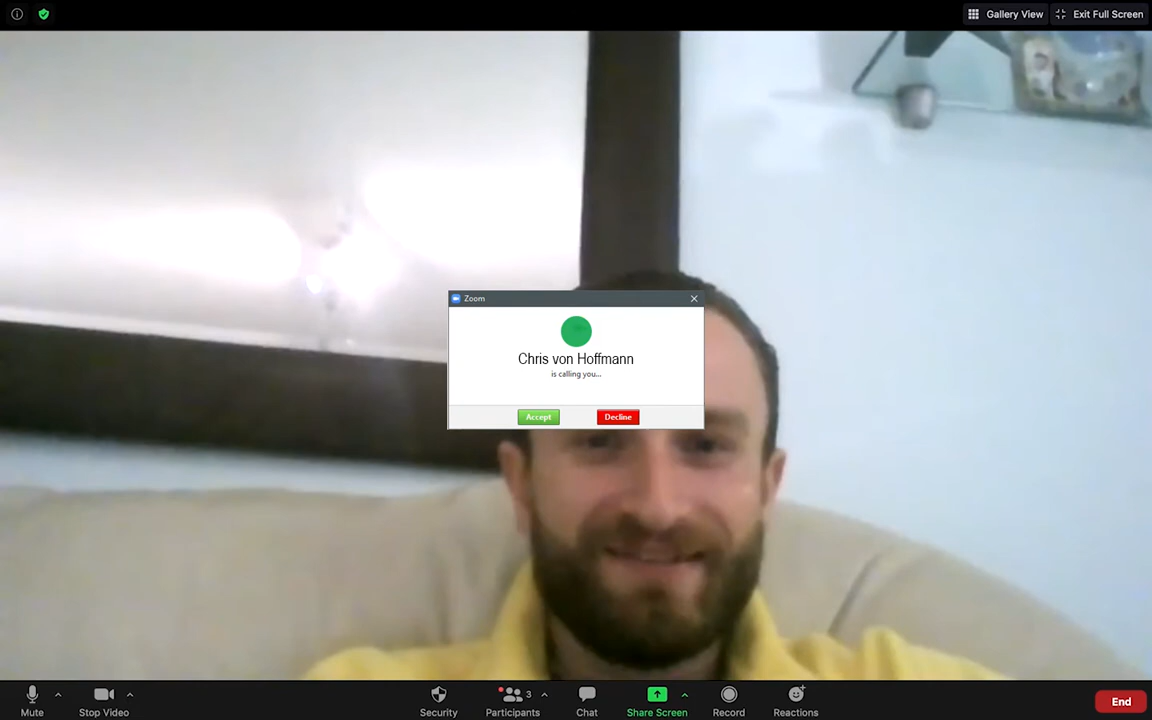 Gallery View
Exit Full Screen
Zoom
Chris von Hoffmann
is calling you...
Accept
Decline
Mute
Stop Video
Security
3
Participants
Chat
Share Screen
Record
Reactions
End